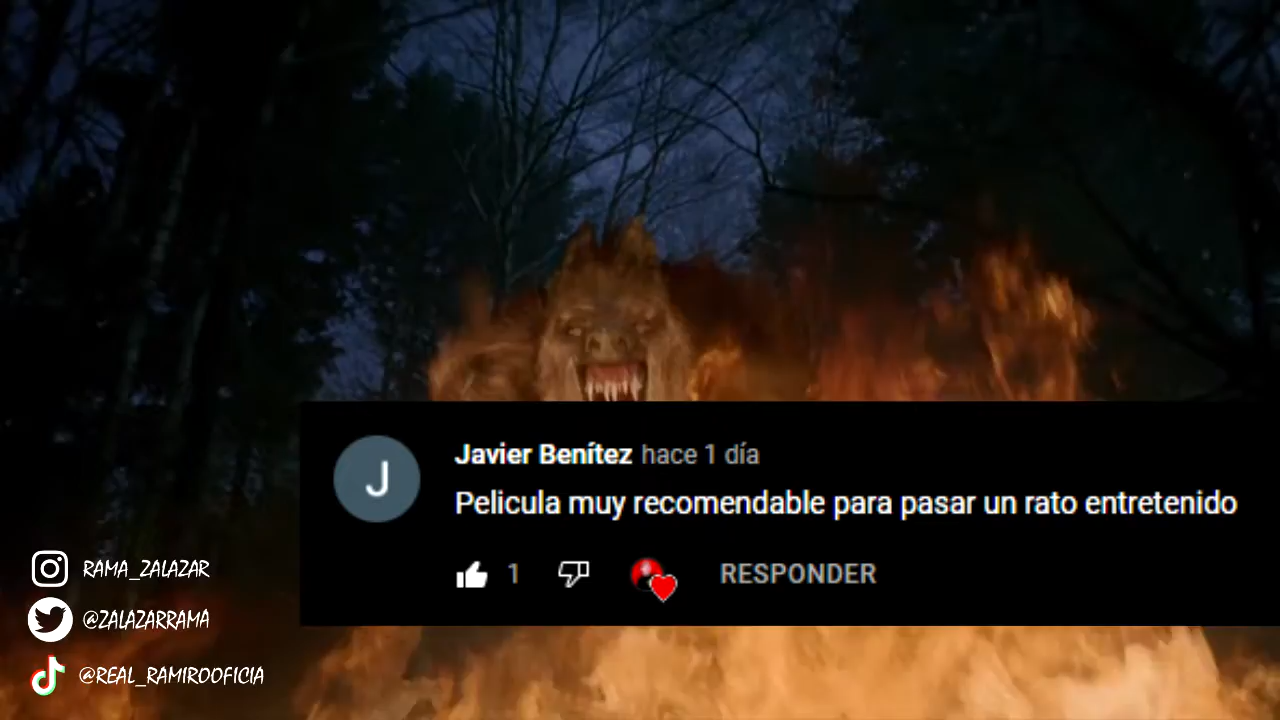 Javier Benítez hace 1 día
J
Pelicula muy recomendable para pasar un rato entretenido
1 RESPONDER
RAMA_ZALAZAR
@ZALAZARRAMA
@REAL_RAMIROOFICIA